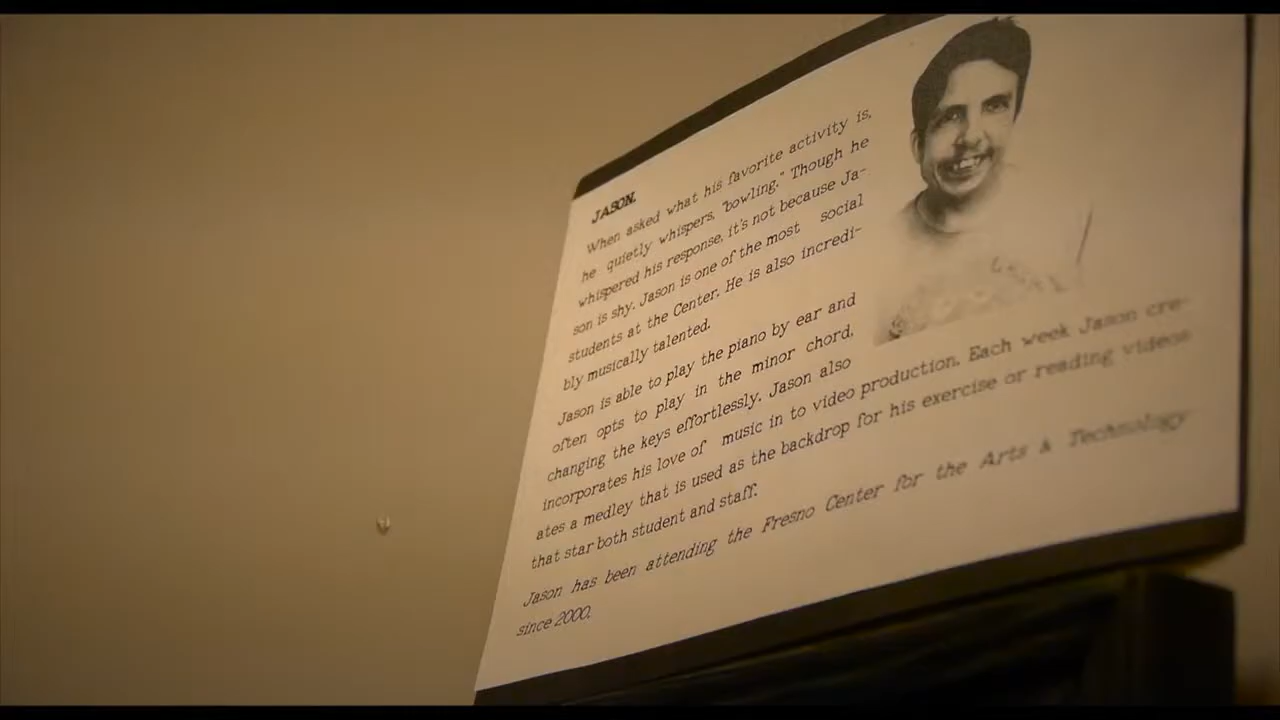 JASON.
When asked what his favorite activity is,
he quietly whispers, "bowling." Though he
whispered his response, it's not because Ja-
son is shy. Jason is one of the most social
students at the Center. He is also incredi-
bly musically talented.
Jason is able to play the piano by ear and
often opts to play in the minor chord,
changing the keys effortlessly. Jason also
incorporates his love of music in to video production. Each week Jason cre-
ates a medley that is used as the backdrop for his exercise or reading videos
that star both student and staff.
Jason has been attending the Fresno Center for the Arts & Technology
since 2000.